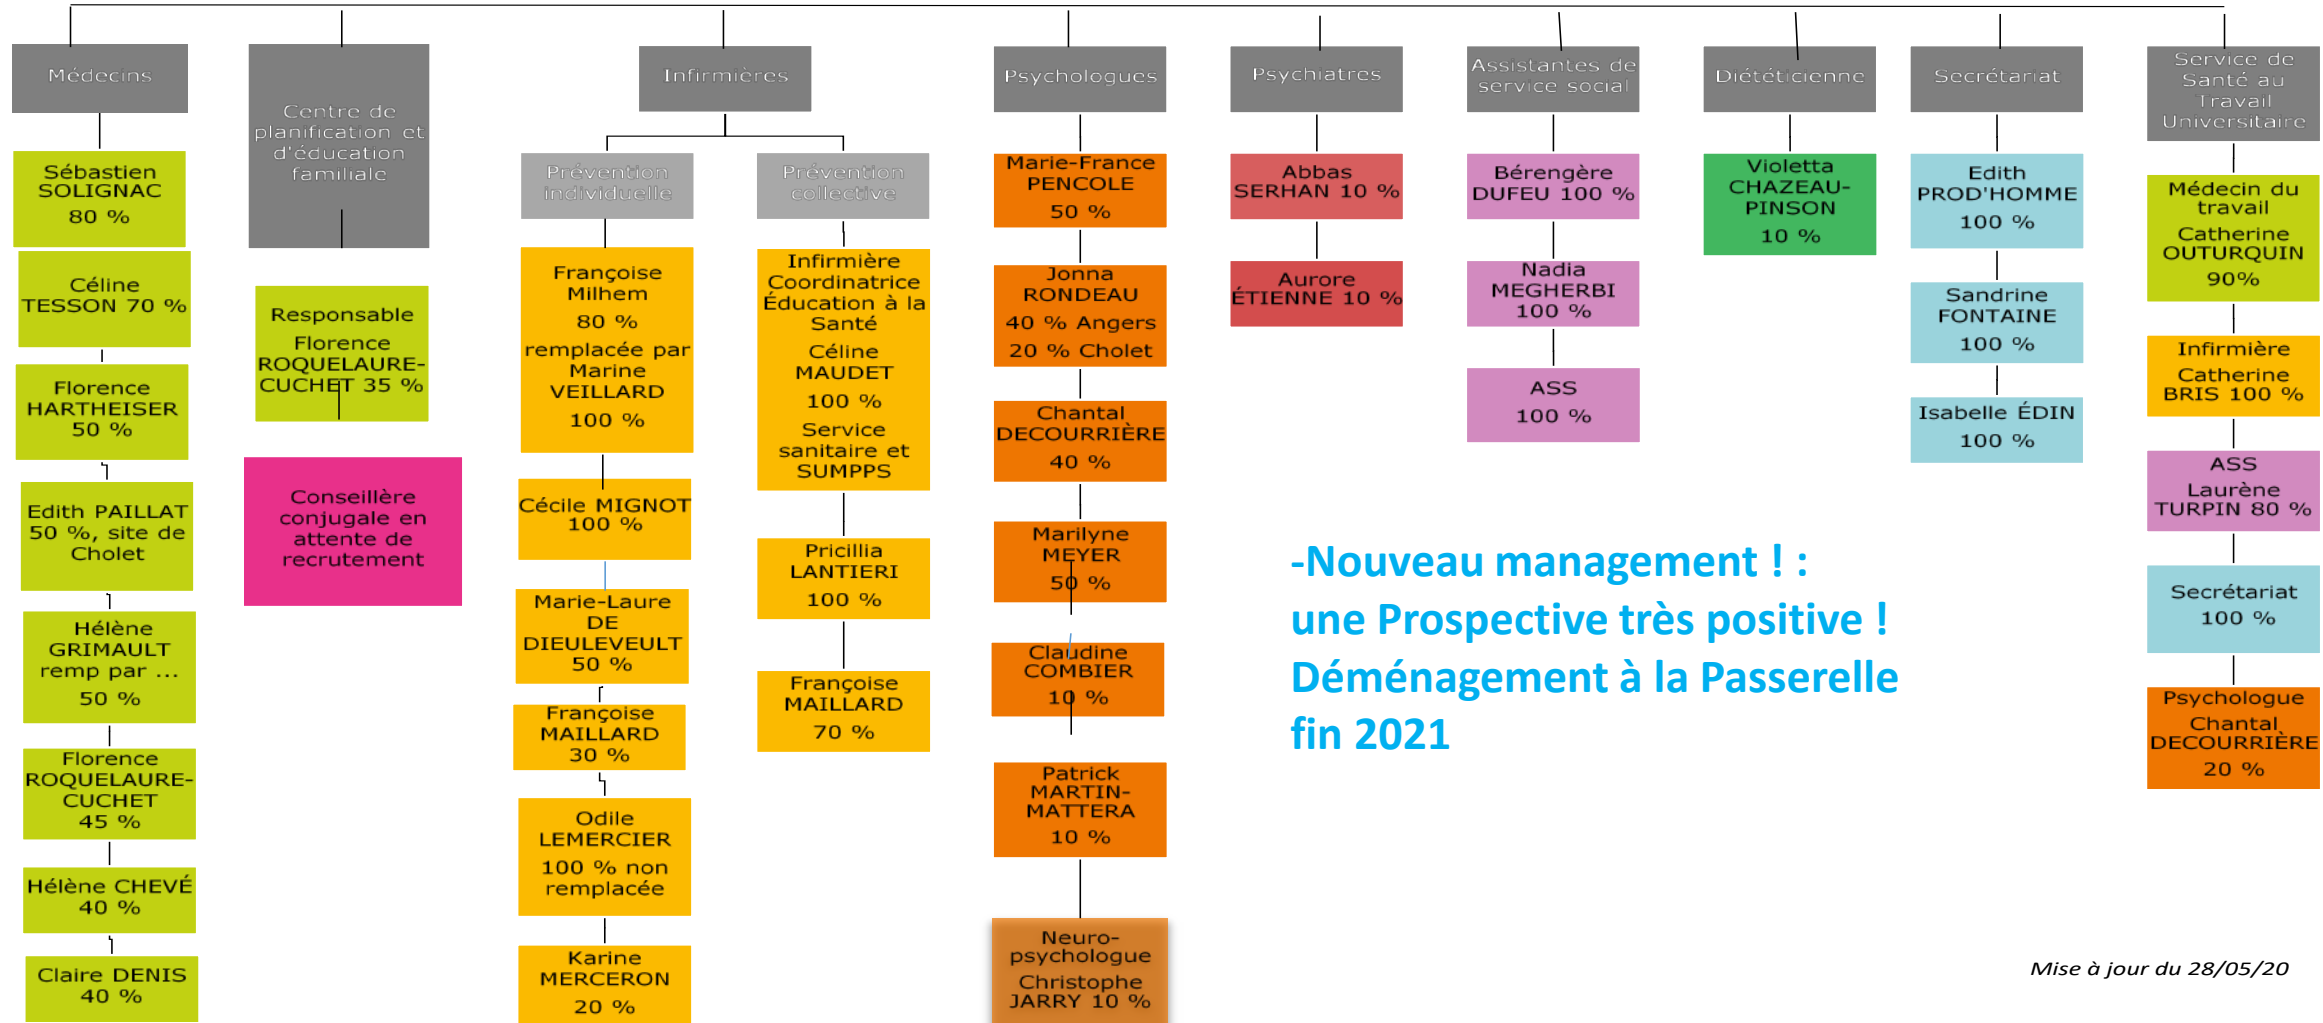 Médecins
Sébastien
SOLIGNAC
80 %
Céline
TESSON 70 %
Florence
HARTHEISER
50 %
Edith PAILLAT
50 %, site de
Cholet
Hélène
GRIMAULT
remp par ...
50 %
Florence
ROQUELAURE-
CUCHET
45 %
Hélène CHEVÉ
40 %
Claire DENIS
40 %
Centre de
planification et
d'éducation
familiale
Responsable
Florence
ROQUELAURE-
CUCHET 35 %
Conseillère
conjugale en
attente de
recrutement
Infirmières
Prévention
individuelle
Françoise
Milhem
80 %
remplacée par
Marine
VEILLARD
100 %
Cécile MIGNOT
100 %
Marie-Laure
DE
DIEULEVEULT
50 %
Françoise
MAILLARD
30 %
Odile
LEMERCIER
100 % non
remplacée
Karine
MERCERON
20 %
Prévention
collective
Infirmière
Coordinatrice
Éducation à la
Santé
Céline
MAUDET
100 %
Service
sanitaire et
SUMPPS
Pricillia
LANTIERI
100 %
Françoise
MAILLARD
70 %
Psychologues
Marie-France
PENCOLE
50 %
Jonna
RONDEAU
40 % Angers
20 % Cholet
Chantal
DECOURRIÈRE
40 %
Marilyne
MEYER
50 %
Claudine
COMBIER
10 %
Patrick
MARTIN-
MATTERA
10 %
Neuro-
psychologue
Christophe
JARRY 10 %
Psychiatres
Abbas
SERHAN 10 %
Aurore
ÉTIENNE 10 %
Assistantes de
service social
Bérengère
DUFEU 100 %
Nadia
MEGHERBI
100 %
ASS
100 %
Diététicienne
Violetta
CHAZEAU-
PINSON
10 %
Secrétariat
Edith
PROD'HOMME
100 %
Sandrine
FONTAINE
100 %
Isabelle ÉDIN
100 %
Service de
Santé au
Travail
Universitaire
Médecin du
travail
Catherine
OUTURQUIN
90%
Infirmière
Catherine
BRIS 100 %
ASS
Laurène
TURPIN 80 %
Secrétariat
100 %
Psychologue
Chantal
DECOURRIÈRE
20 %
-Nouveau management ! :
une Prospective très positive !
Déménagement à la Passerelle
fin 2021
Mise à jour du 28/05/20